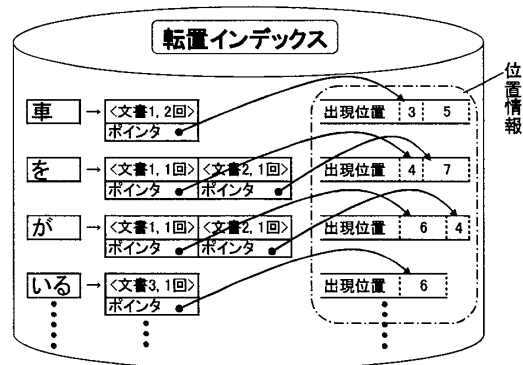 転置インデックス
位置情報
車 → <文書1, 2回> 出現位置 3 5
ポインタ
を → <文書1, 1回> <文書2, 1回> 出現位置 4 7
ポインタ ポインタ
が → <文書1, 1回> <文書2, 1回> 出現位置 6 4
ポインタ ポインタ
いる → <文書3, 1回> 出現位置 6
ポインタ